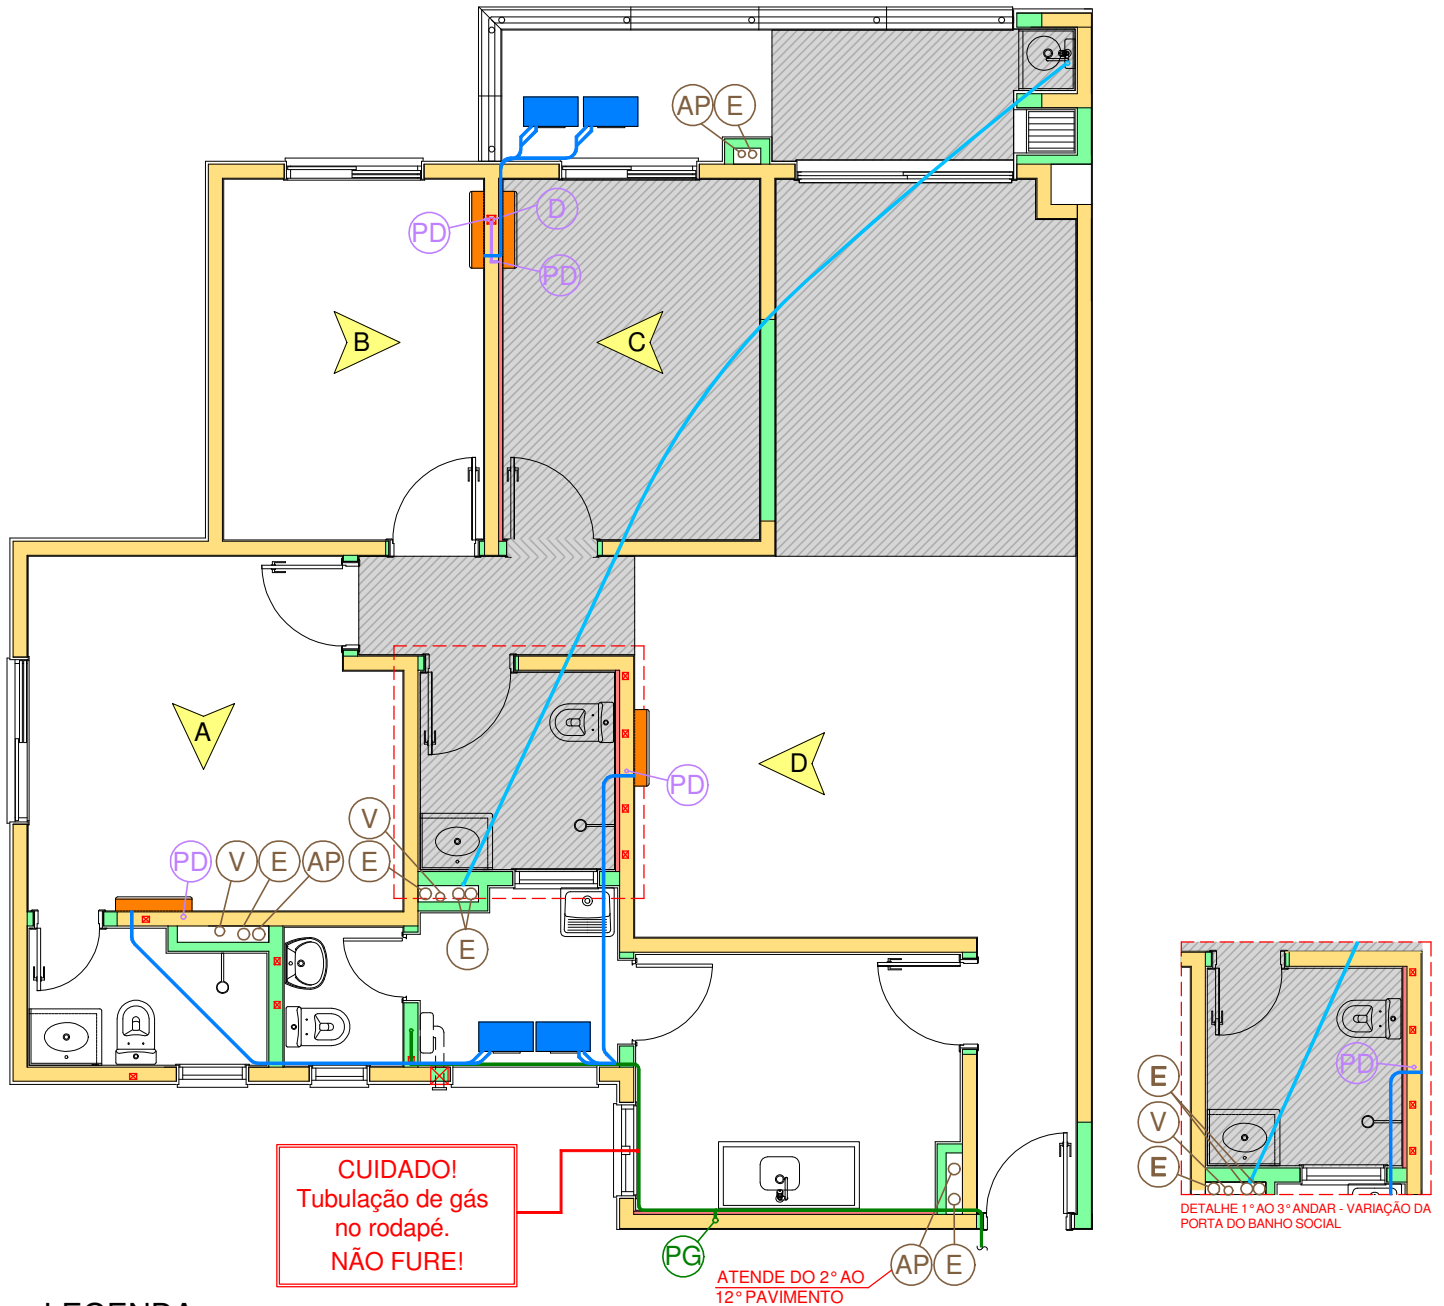 AP E
PD D
PD
B
C
A
D
PD
V
PD V E AP E
E
CUIDADO!
Tubulação de gás
no rodapé.
NÃO FURE!
PG
ATENDE DO 2° AO
12° PAVIMENTO
AP E
E
V
E
PD
DETALHE 1° AO 3° ANDAR - VARIAÇÃO DA
PORTA DO BANHO SOCIAL
LEGENDA